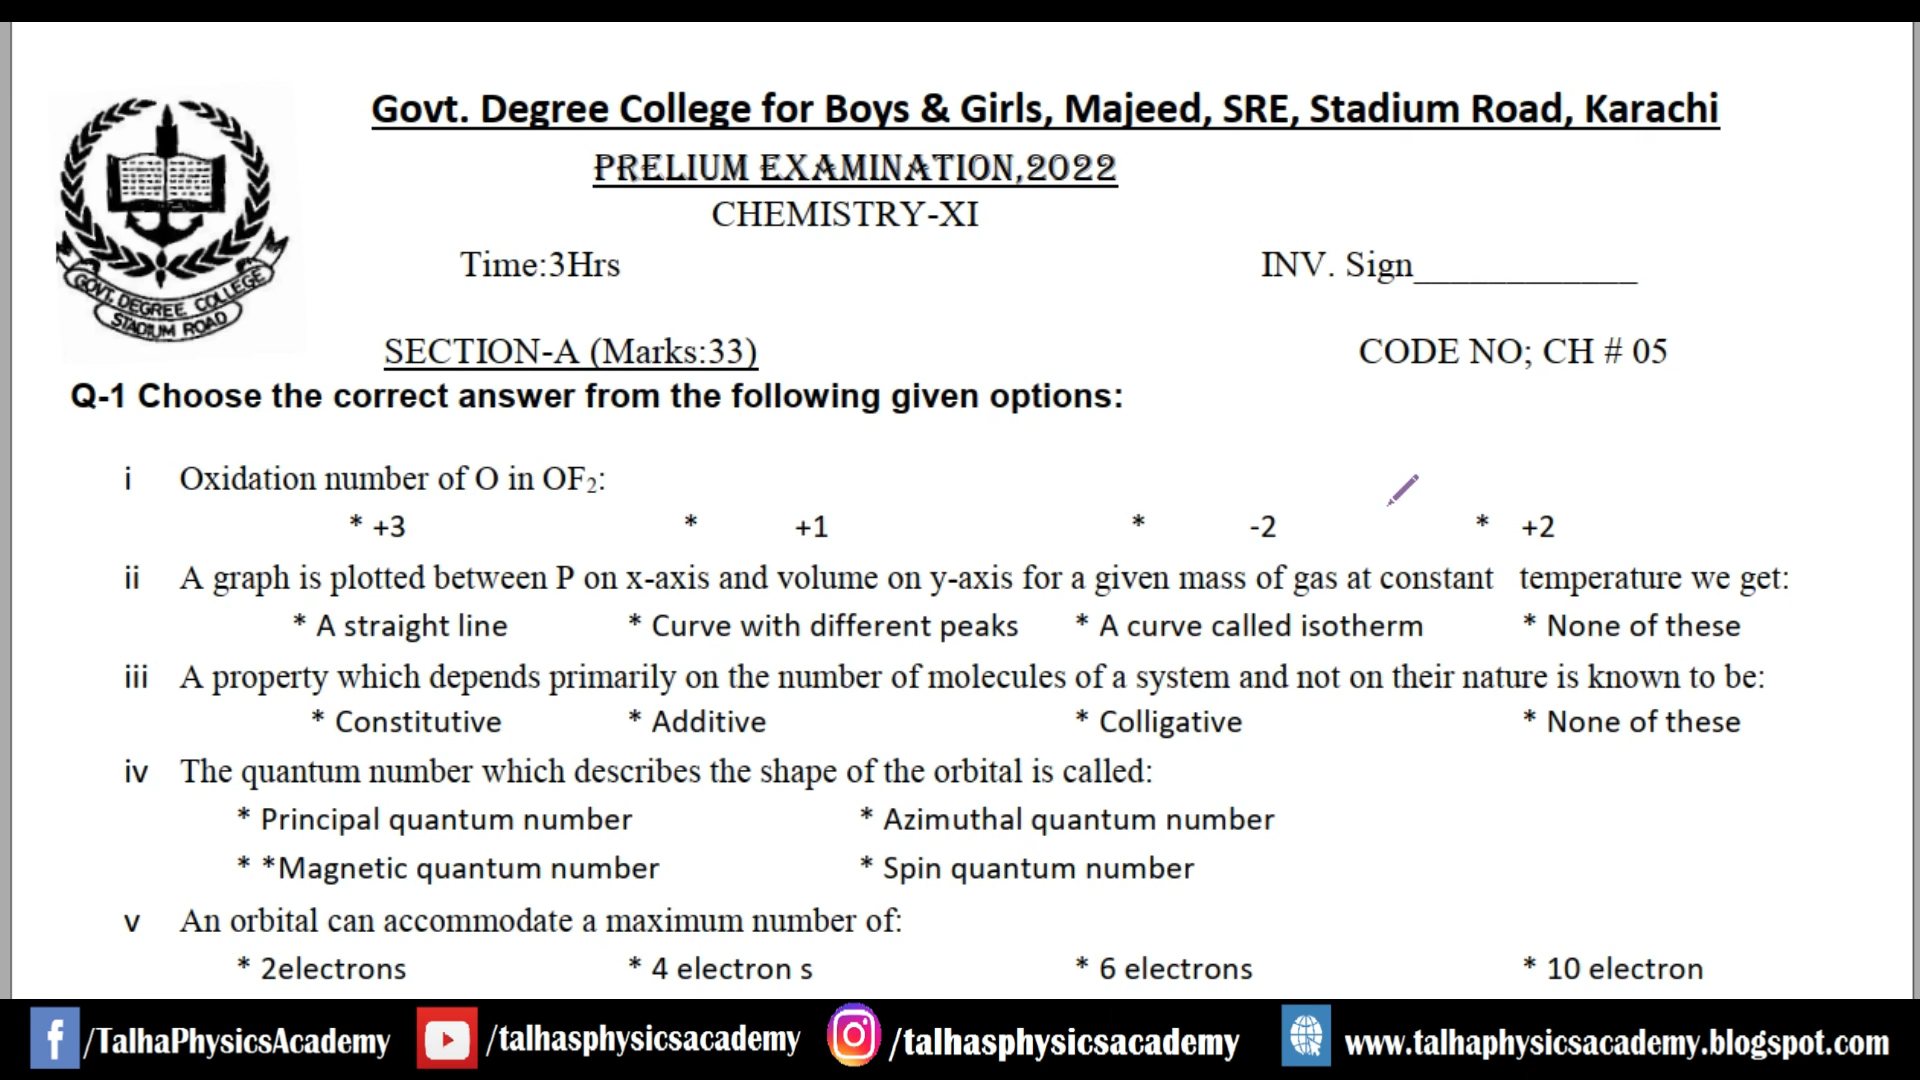 Govt. Degree College for Boys & Girls, Majeed, SRE, Stadium Road, Karachi
PRELIUM EXAMINATION,2022
CHEMISTRY-XI
Time:3Hrs INV. Sign____________
GOVT. DEGREE COLLEGE
STADIUM ROAD
SECTION-A (Marks:33) CODE NO; CH # 05
Q-1 Choose the correct answer from the following given options:
i Oxidation number of O in OF₂:
* +3 * +1 * -2 * +2
ii A graph is plotted between P on x-axis and volume on y-axis for a given mass of gas at constant temperature we get:
* A straight line * Curve with different peaks * A curve called isotherm * None of these
iii A property which depends primarily on the number of molecules of a system and not on their nature is known to be:
* Constitutive * Additive * Colligative * None of these
iv The quantum number which describes the shape of the orbital is called:
* Principal quantum number * Azimuthal quantum number
* *Magnetic quantum number * Spin quantum number
v An orbital can accommodate a maximum number of:
* 2electrons * 4 electron s * 6 electrons * 10 electron
/TalhaPhysicsAcademy /talhasphysicsacademy /talhasphysicsacademy www.talhaphysicsacademy.blogspot.com